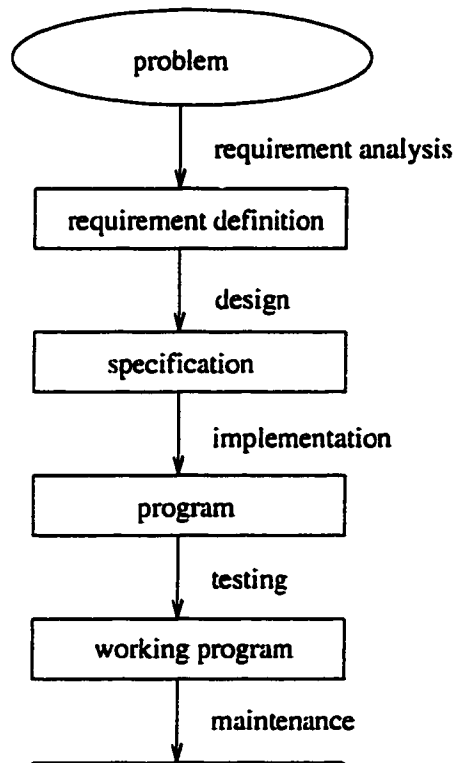 problem
requirement analysis
requirement definition
design
specification
implementation
program
testing
working program
maintenance